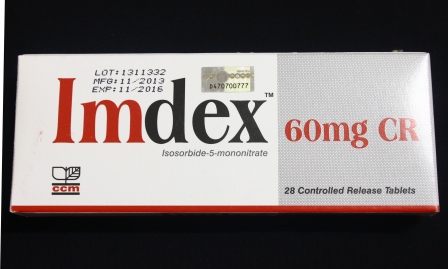 LOT:1311332
MFG:11/2013
EXP:11/2016
Imdex™
60mg CR
Isosorbide-5-mononitrate
ccm
28 Controlled Release Tablets